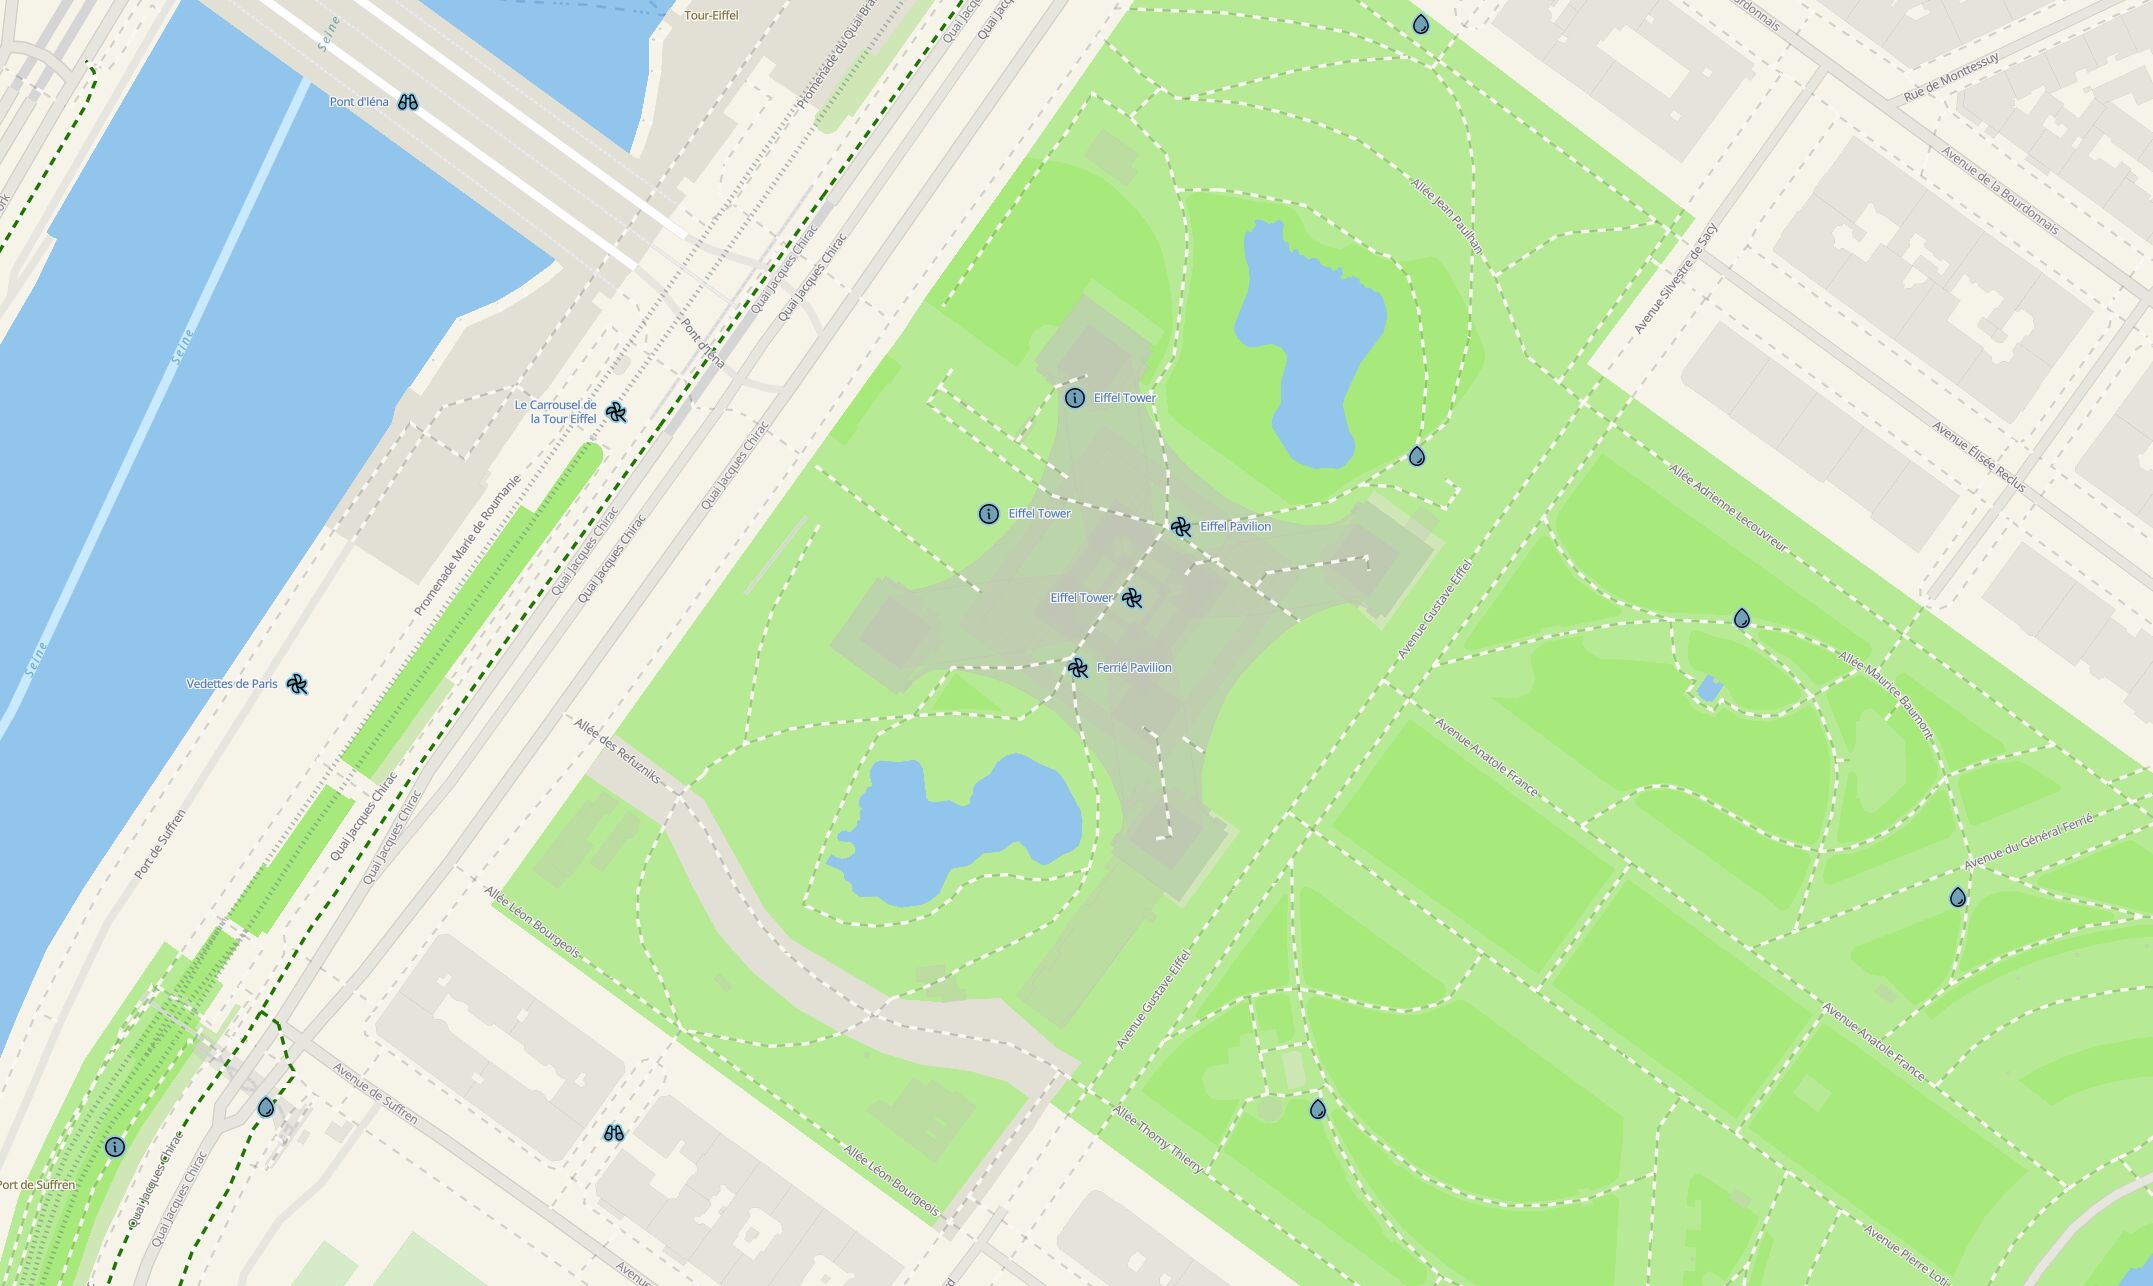 Tour-Eiffel
Seine
Promenade du Quai
Quai Jacques
Pont d'Iéna
Rue de Monttessuy
Avenue de la Bourdonnais
Allée Jean Paulhan
Avenue Silvestre de Sacy
Quai Jacques Chirac
Quai Jacques Chirac
Seine
Pont d'Iéna
Eiffel Tower
Le Carrousel de
la Tour Eiffel
Quai Jacques Chirac
Avenue Élisée Reclus
Allée Adrienne Lecouvreur
Promenade Marie de Roumanie
Eiffel Tower
Eiffel Pavilion
Quai Jacques Chirac
Quai Jacques Chirac
Eiffel Tower
Avenue Gustave Eiffel
Seine
Ferrié Pavilion
Vedettes de Paris
Allée Maurice Baumont
Allée des Refuzniks
Avenue Anatole France
Quai Jacques Chirac
Quai Jacques Chirac
Port de Suffren
Avenue du Général Ferrié
Allée Léon Bourgeois
Avenue Gustave Eiffel
Avenue Anatole France
Avenue de Suffren
Allée Thomy Thierry
Quai Jacques Chirac
Port de Suffren
Quai Jacques Chirac
Allée Léon Bourgeois
Avenue Pierre Loti
Avenue